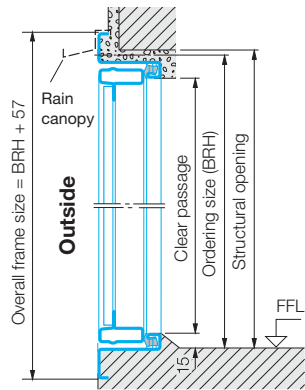 Rain
canopy
Overall frame size = BRH + 57
Outside
Clear passage
Ordering size (BRH)
Structural opening
FFL
15